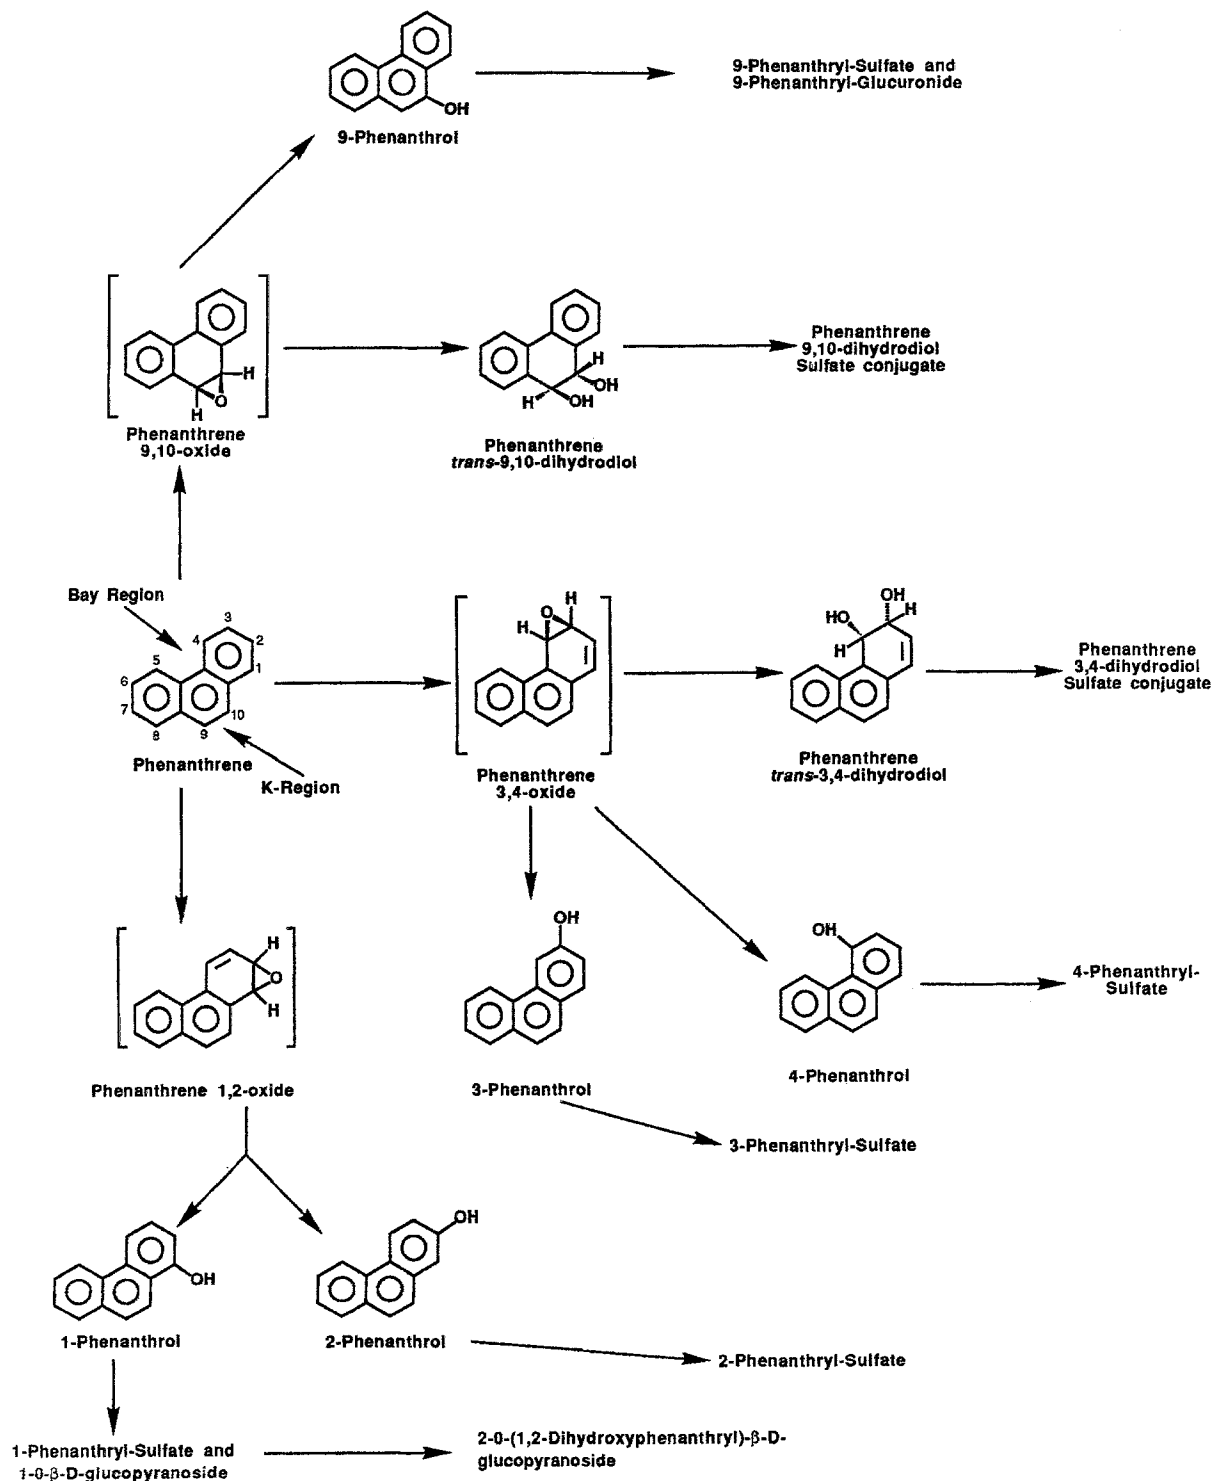 9-Phenanthryl-Sulfate and
9-Phenanthryl-Glucuronide
OH
9-Phenanthrol
H
H
O
Phenanthrene
9,10-oxide
H
OH
H
OH
Phenanthrene
trans-9,10-dihydrodiol
Phenanthrene
9,10-dihydrodiol
Sulfate conjugate
Bay Region
3
4
2
1
5
6
7
8
9
10
Phenanthrene
K-Region
H
O
H
Phenanthrene
3,4-oxide
OH
HO
H
H
Phenanthrene
trans-3,4-dihydrodiol
Phenanthrene
3,4-dihydrodiol
Sulfate conjugate
H
O
H
Phenanthrene 1,2-oxide
OH
3-Phenanthrol
OH
4-Phenanthrol
4-Phenanthryl-
Sulfate
3-Phenanthryl-Sulfate
OH
1-Phenanthrol
OH
2-Phenanthrol
2-Phenanthryl-Sulfate
1-Phenanthryl-Sulfate and
1-0-β-D-glucopyranoside
2-0-(1,2-Dihydroxyphenanthryl)-β-D-
glucopyranoside